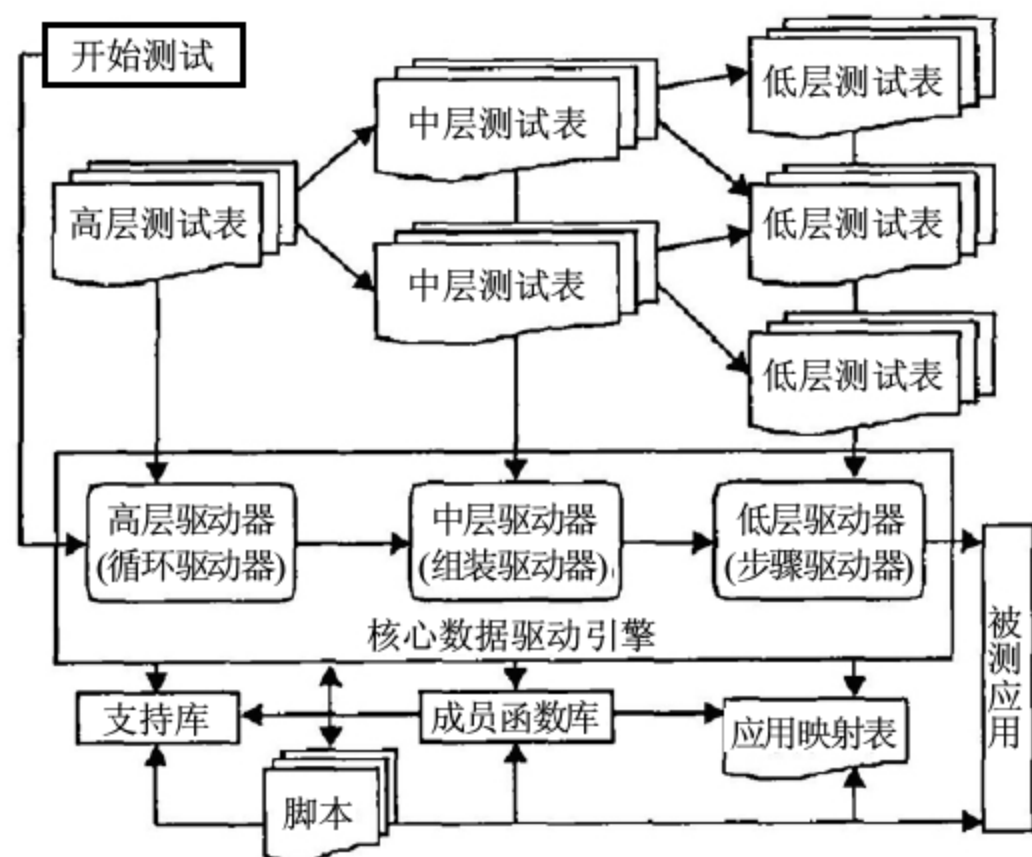 开始测试
高层测试表
中层测试表
中层测试表
低层测试表
低层测试表
低层测试表
高层驱动器
(循环驱动器)
中层驱动器
(组装驱动器)
低层驱动器
(步骤驱动器)
核心数据驱动引擎
支持库
成员函数库
应用映射表
脚本
被测应用